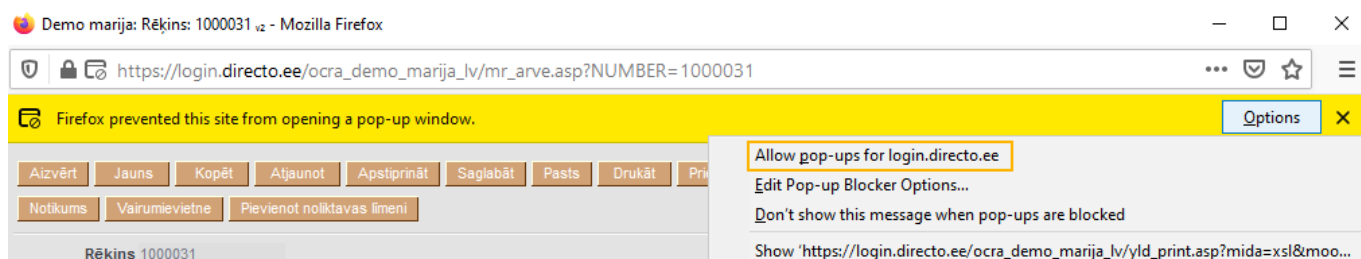 Demo marija: Rēķins: 1000031 v2 - Mozilla Firefox
https://login.directo.ee/ocra_demo_marija_lv/mr_arve.asp?NUMBER=1000031
Firefox prevented this site from opening a pop-up window. Options
Allow pop-ups for login.directo.ee
Edit Pop-up Blocker Options...
Don't show this message when pop-ups are blocked
Show 'https://login.directo.ee/ocra_demo_marija_lv/yld_print.asp?mida=xsl&moo...
Aizvērt Jauns Kopēt Atjaunot Apstiprināt Saglabāt Pasts Drukāt
Notikums Vairumievietne Pievienot noliktavas līmeni
Rēķins 1000031